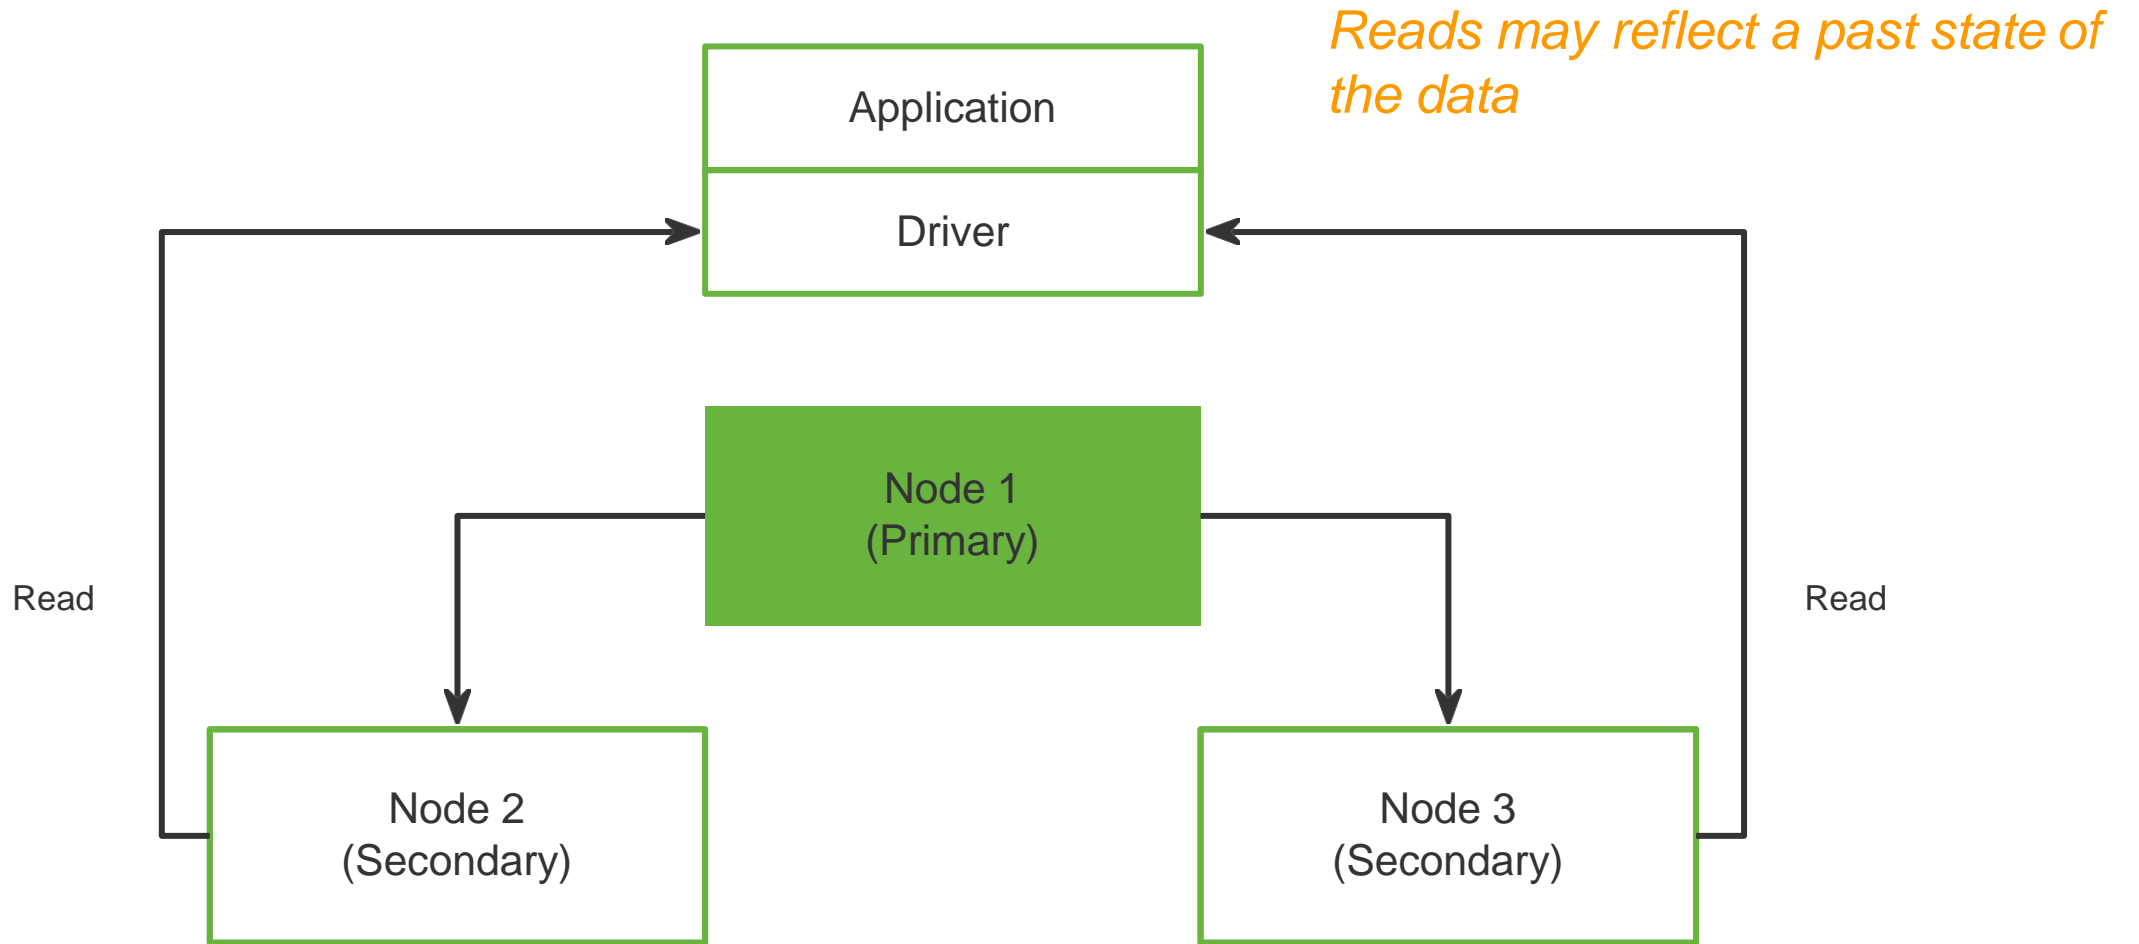 Reads may reflect a past state of
the data
Application
Driver
Node 1
(Primary)
Read
Read
Node 2
(Secondary)
Node 3
(Secondary)